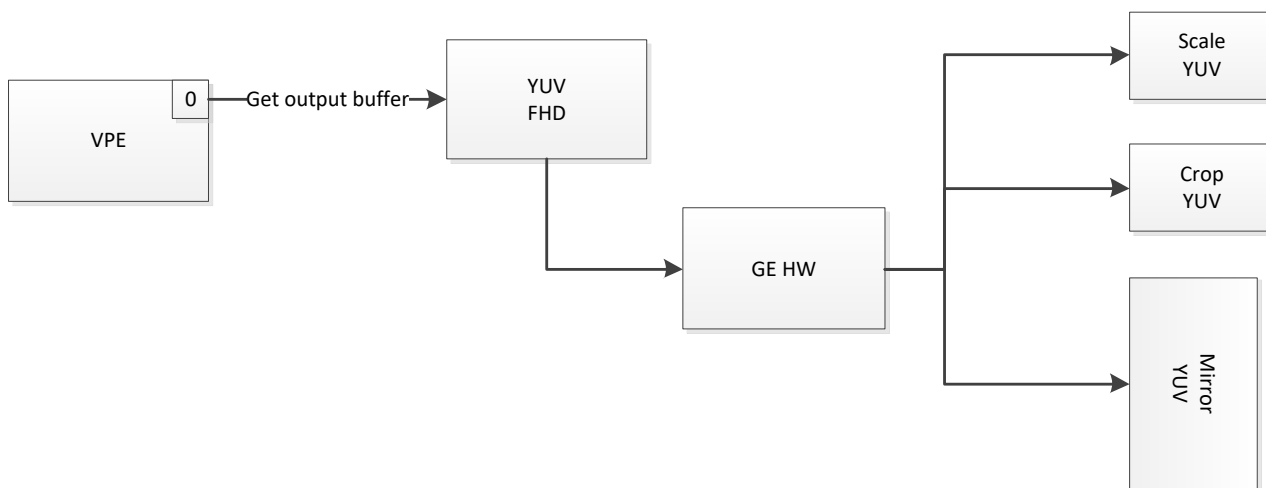 VPE
0
Get output buffer
YUV
FHD
GE HW
Scale
YUV
Crop
YUV
Mirror
YUV